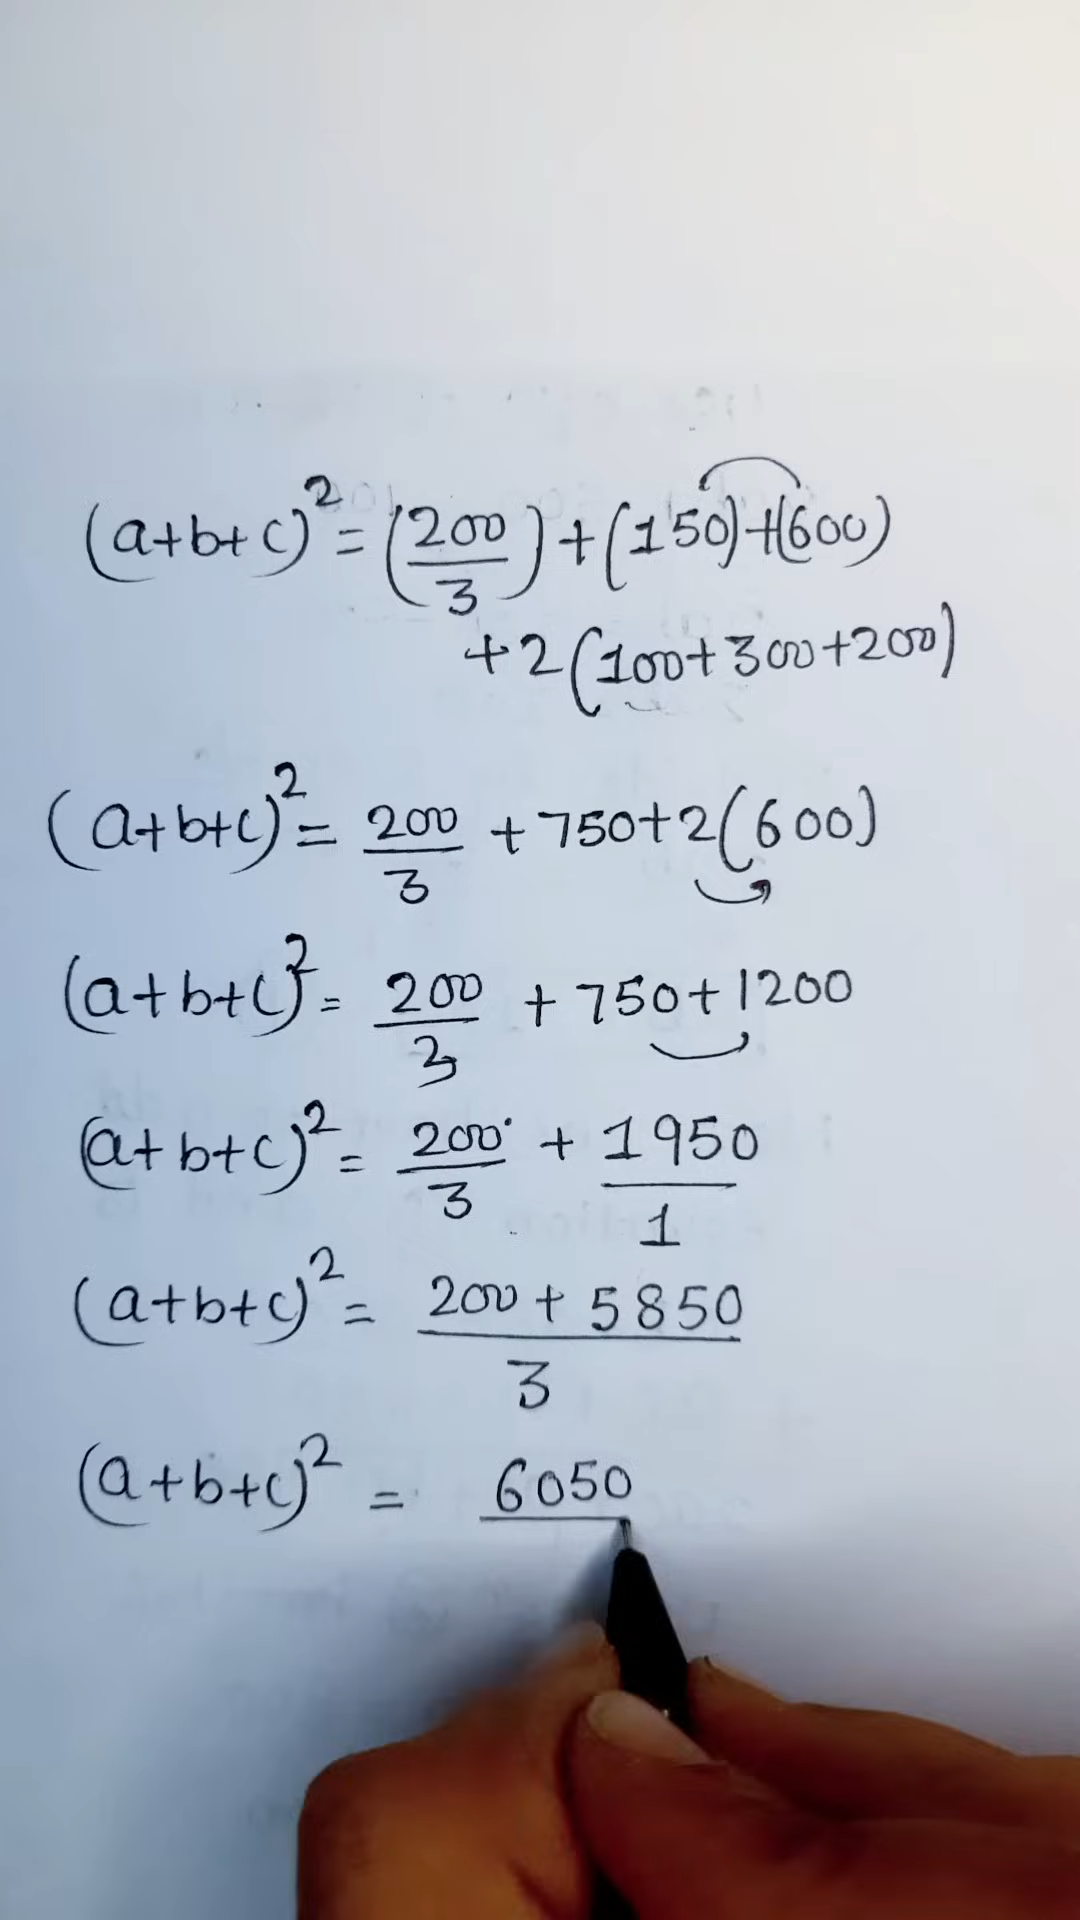 (a+b+c)² = (200/3) + (150) + (600)
+2(100+300+200)
(a+b+c)² = 200/3 + 750+2(600)
(a+b+c)² = 200/3 + 750+1200
(a+b+c)² = 200/3 + 1950/1
(a+b+c)² = 200+5850/3
(a+b+c)² = 6050